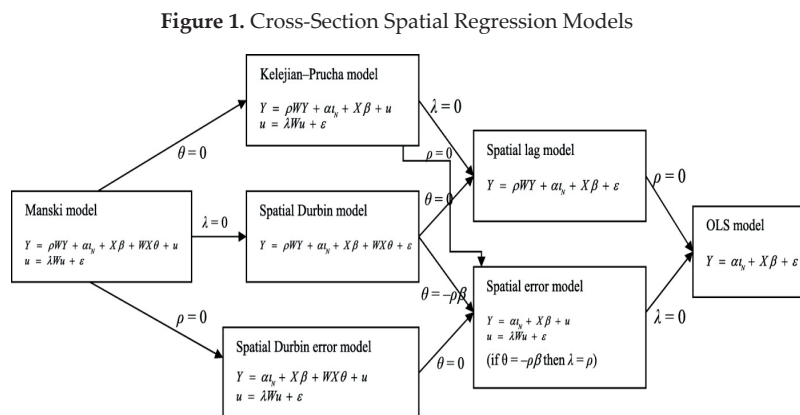 Figure 1. Cross-Section Spatial Regression Models
Kelejian–Prucha model
Y = ρWY + αι_N + Xβ + u
u = λWu + ε
λ=0
θ=0
ρ=0
Spatial lag model
Y = ρWY + αι_N + Xβ + ε
ρ=0
Manski model
Y = ρWY + αι_N + Xβ + WXθ + u
u = λWu + ε
λ=0
Spatial Durbin model
Y = ρWY + αι_N + Xβ + WXθ + ε
θ=0
OLS model
Y = αι_N + Xβ + ε
θ=−ρβ
Spatial error model
Y = αι_N + Xβ + u
u = λWu + ε
(if θ=−ρβ then λ=ρ)
λ=0
ρ=0
Spatial Durbin error model
Y = αι_N + Xβ + WXθ + u
u = λWu + ε
θ=0